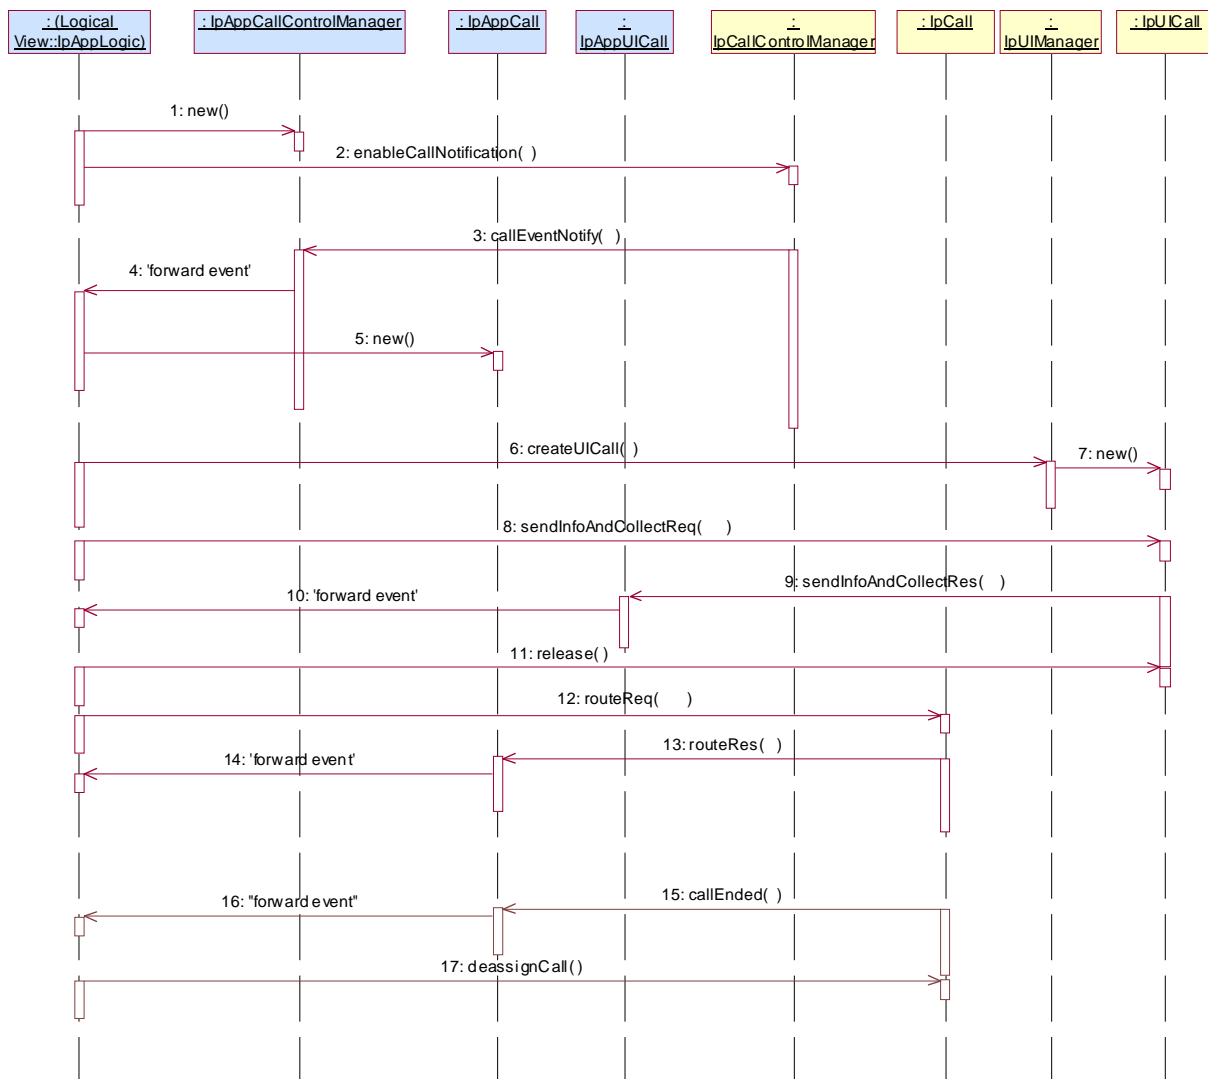 : (Logical
View::IpAppLogic)
: IpAppCallControlManager
: IpAppCall
:
IpAppUICall
:
IpCallControlManager
: IpCall
:
IpUIManager
: IpUICall
1: new()
2: enableCallNotification( )
3: callEventNotify( )
4: 'forward event'
5: new()
6: createUICall( )
7: new()
8: sendInfoAndCollectReq( )
9: sendInfoAndCollectRes( )
10: 'forward event'
11: release( )
12: routeReq( )
13: routeRes( )
14: 'forward event'
15: callEnded( )
16: "forward event"
17: deassignCall( )